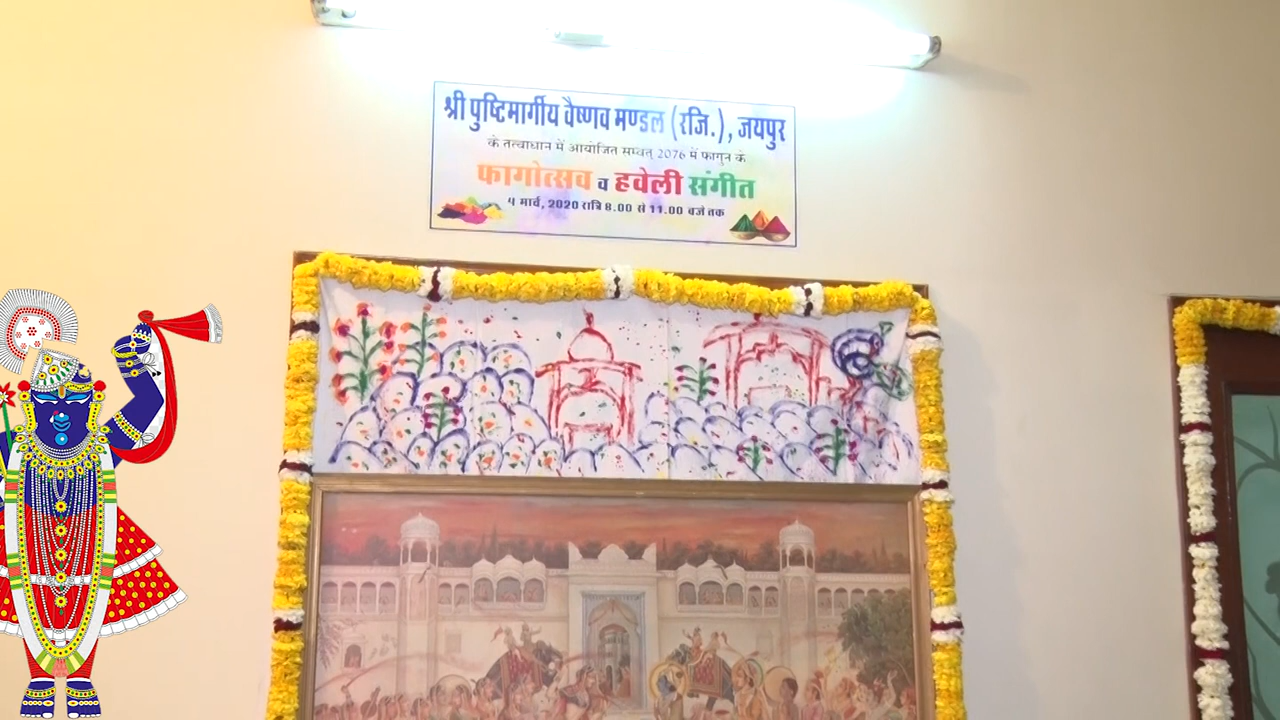 श्री पुष्टिमार्गीय वैष्णव मण्डल (रजि.), जयपुर
के तत्वाधान में आयोजित सम्वत् 2076 में फागुन के
फागोत्सव व हवेली संगीत
4 मार्च, 2020 रात्रि 8.00 से 11.00 बजे तक